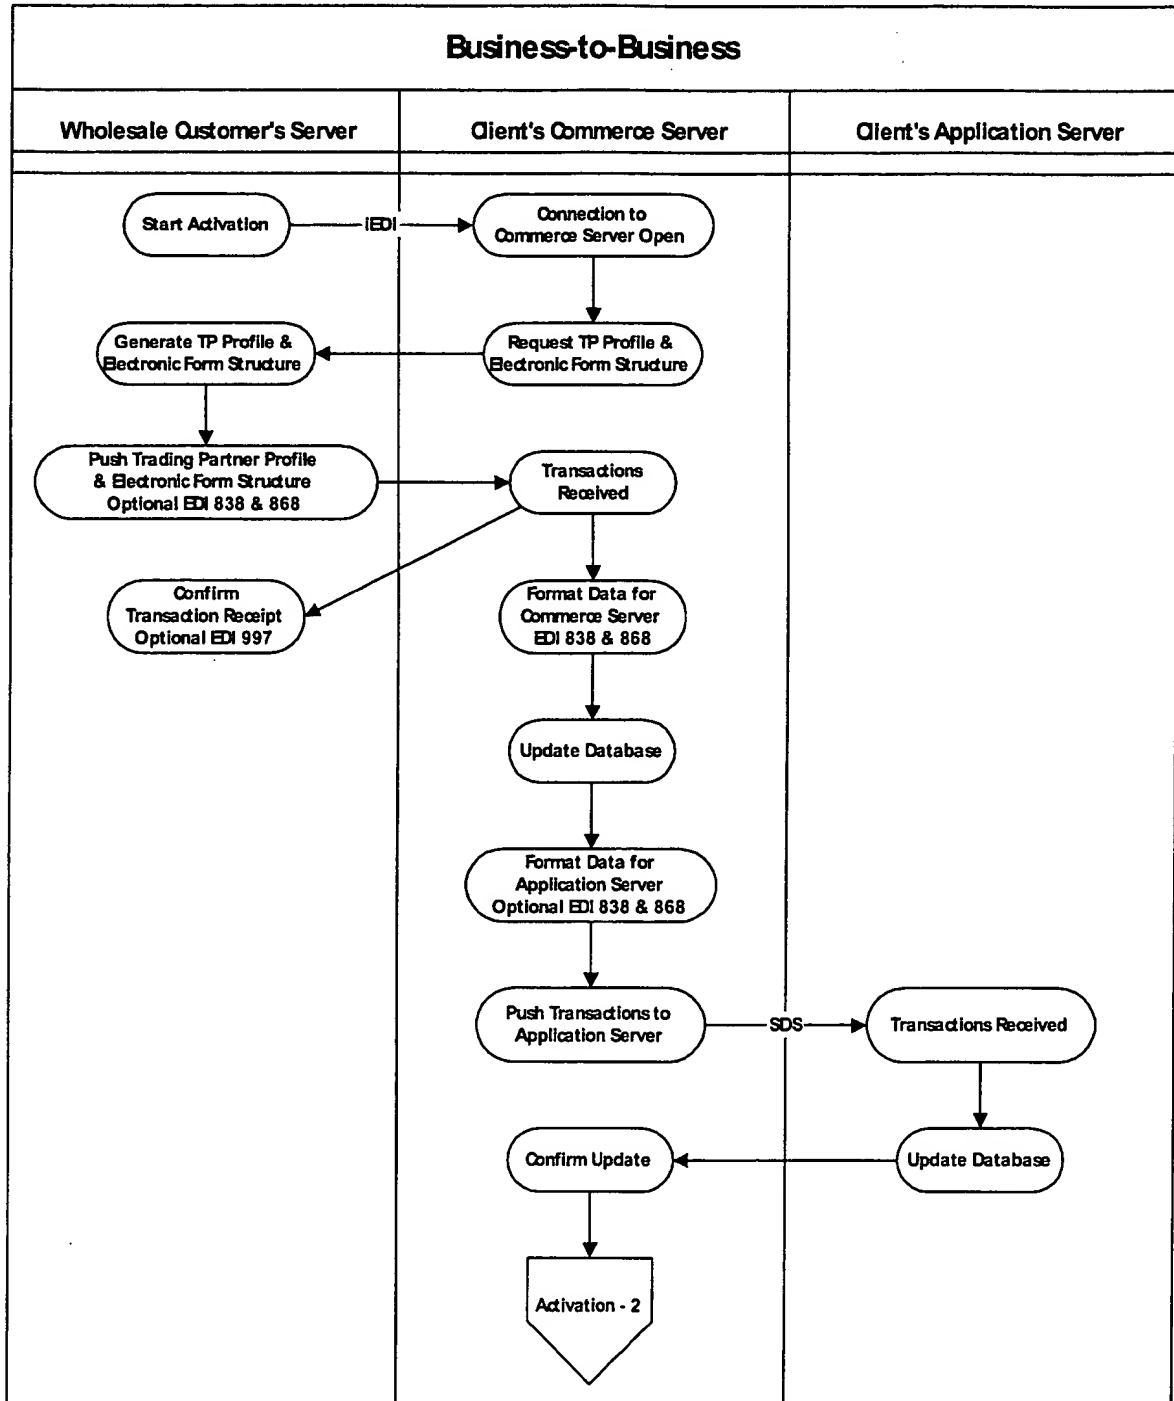 Business-to-Business
Wholesale Customer's Server
Client's Commerce Server
Client's Application Server
Start Activation
iEDI
Connection to
Commerce Server Open
Generate TP Profile &
Electronic Form Structure
Request TP Profile &
Electronic Form Structure
Push Trading Partner Profile
& Electronic Form Structure
Optional EDI 838 & 868
Transactions
Received
Confirm
Transaction Receipt
Optional EDI 997
Format Data for
Commerce Server
EDI 838 & 868
Update Database
Format Data for
Application Server
Optional EDI 838 & 868
Push Transactions to
Application Server
SDS
Transactions Received
Confirm Update
Update Database
Activation - 2